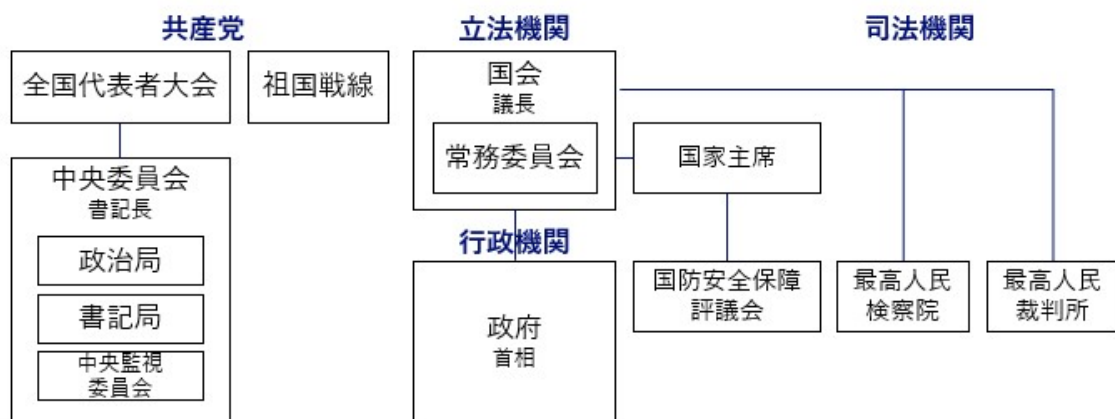 共産党
立法機関
司法機関
全国代表者大会
祖国戦線
国会
議長
常務委員会
国家主席
中央委員会
書記長
政治局
書記局
中央監視
委員会
行政機関
政府
首相
国防安全保障
評議会
最高人民
検察院
最高人民
裁判所